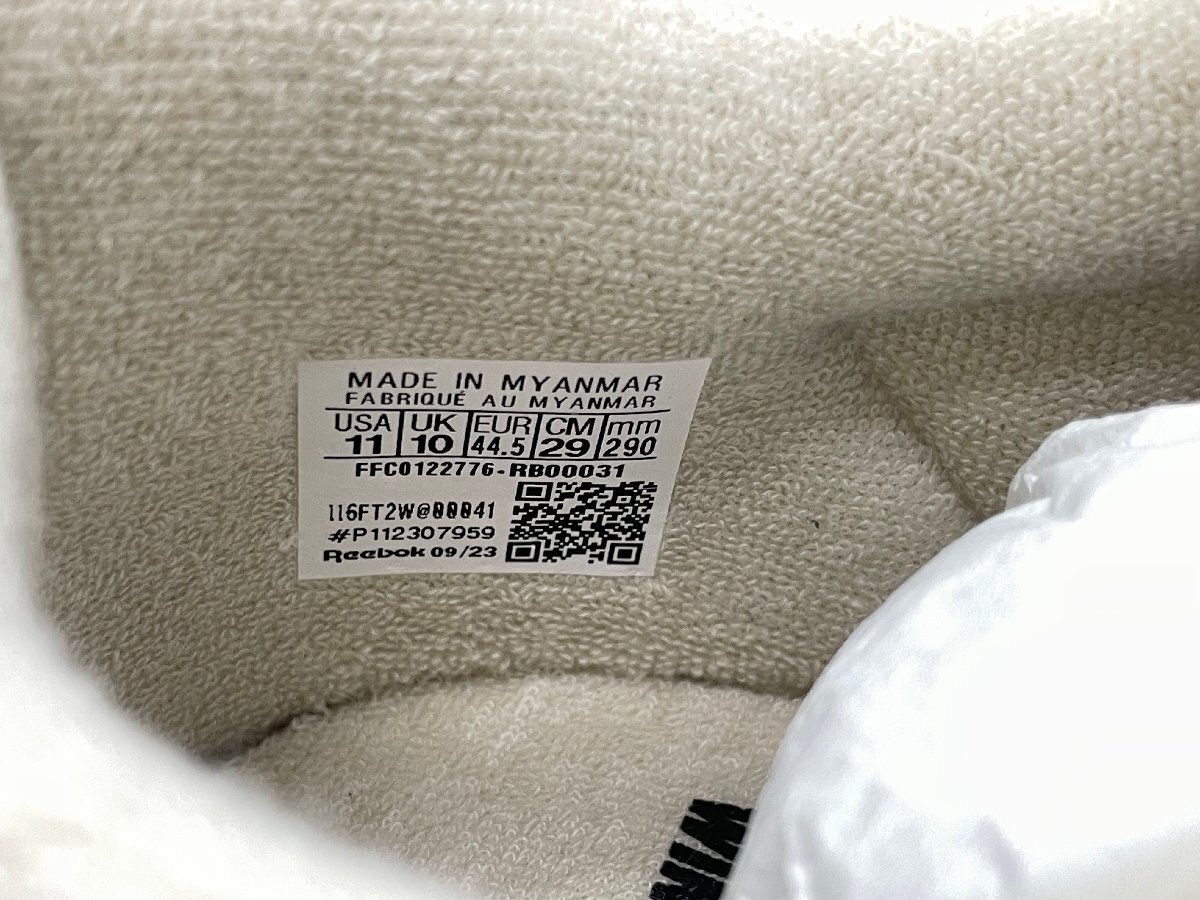 MADE IN MYANMAR
FABRIQUÉ AU MYANMAR
USA UK EUR CM mm
11 10 44.5 29 290
FFC0122776-RB00031
116FT2W@00041
#P112307959
Reebok 09/23